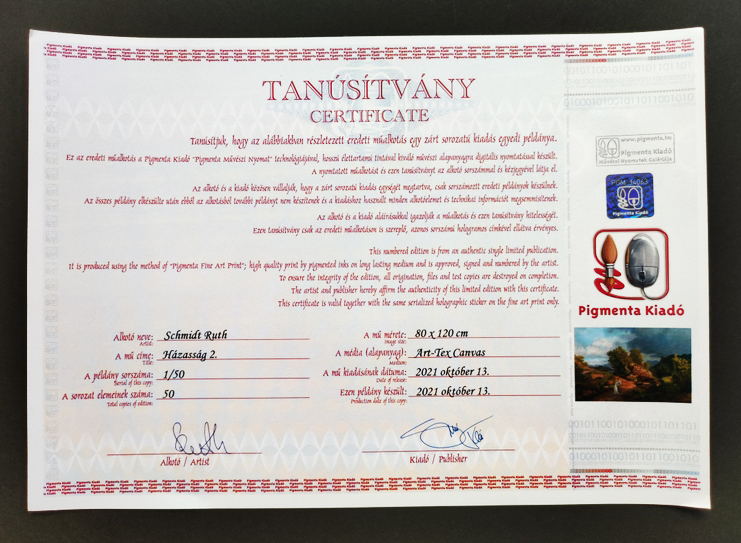 TANÚSÍTVÁNY
CERTIFICATE
Tanúsítjuk, hogy az alábbiakban részletezett eredeti műalkotás egy zárt sorozatú kiadás egyedi példánya.
Ez az eredeti műalkotás a Pigmenta Kiadó "Pigmenta Művészi Nyomat" technológiájával, hosszú élettartamú tintával kiváló művészi alapanyagra digitális nyomtatással készült.
A nyomtatott műalkotást és ezen tanúsítványt az alkotó sorszámmal és kézjegyével látja el.
Az alkotó és a kiadó közösen vállalják, hogy a zárt sorozatú kiadás egységét megtartva, csak sorszámozott eredeti példányok készülnek.
Az összes példány elkészülte után ebből az alkotásból további példányt nem készítenek és a kiadáshoz használt minden alkotóelemet és technikai információt megsemmisítenek.
Az alkotó és a kiadó aláírásukkal igazolják a műalkotás és ezen tanúsítvány hitelességét.
Ezen tanúsítvány csak az eredeti műalkotáson is szereplő, azonos sorszámú hologramos címkével ellátva érvényes.
This numbered edition is from an authentic single limited publication.
It is produced using the method of "Pigmenta Fine Art Print"; high quality print by pigmented inks on long lasting medium and is approved, signed and numbered by the artist.
To ensure the integrity of the edition, all origination, files and test copies are destroyed on completion.
The artist and publisher hereby affirm the authenticity of this limited edition with this certificate.
This certificate is valid together with the same serialized holographic sticker on the fine art print only.
Alkotó neve: Schmidt Ruth
Artist:
A mű címe: Házasság 2.
Title:
A példány sorszáma: 1/50
Serial of this copy:
A sorozat elemeinek száma: 50
Total copies of edition:
A mű mérete: 80 x 120 cm
Image size:
A média (alapanyag): Art-Tex Canvas
Medium:
A mű kiadásának dátuma: 2021 október 13.
Date of release:
Ezen példány készült: 2021 október 13.
Production date of this copy:
Alkotó / Artist
Kiadó / Publisher
www.pigmenta.hu
Pigmenta Kiadó
Művészi Nyomatok Galériája
PGM 34063
Pigmenta Kiadó
Pigmenta Kiadó